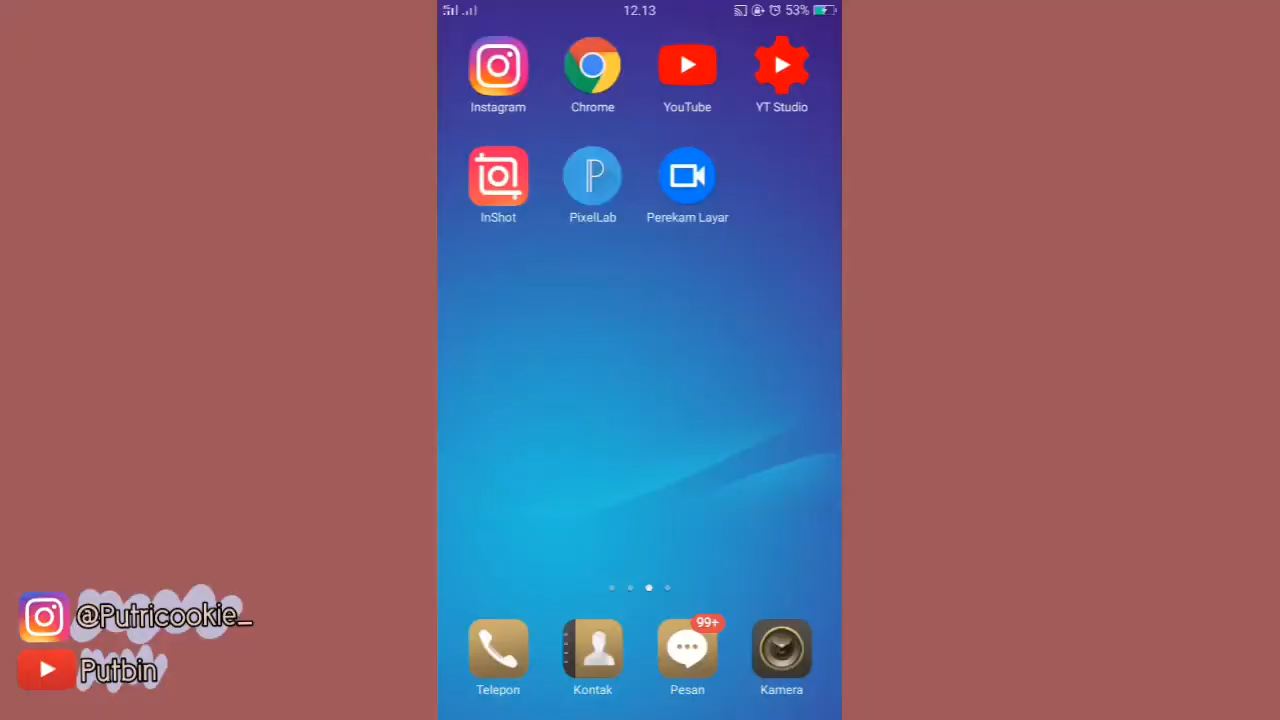 12.13
53%
Instagram
Chrome
YouTube
YT Studio
InShot
PixelLab
Perekam Layar
99+
Telepon
Kontak
Pesan
Kamera
@Putricookie_
Putbin